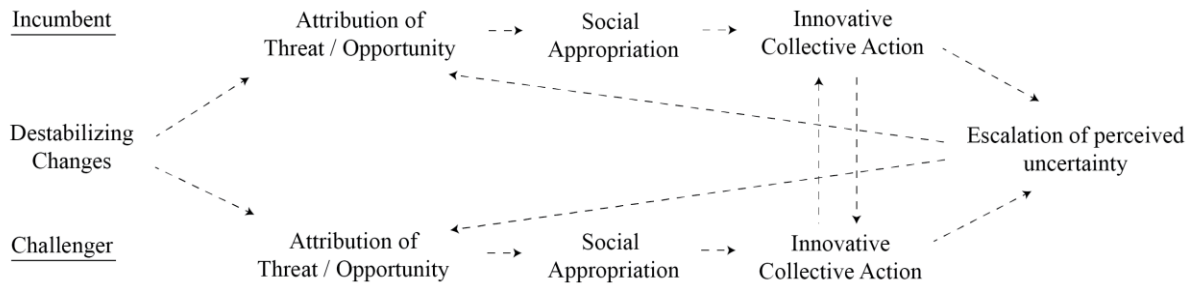 Incumbent
Attribution of
Threat / Opportunity
Social
Appropriation
Innovative
Collective Action
Destabilizing
Changes
Escalation of perceived
uncertainty
Challenger
Attribution of
Threat / Opportunity
Social
Appropriation
Innovative
Collective Action